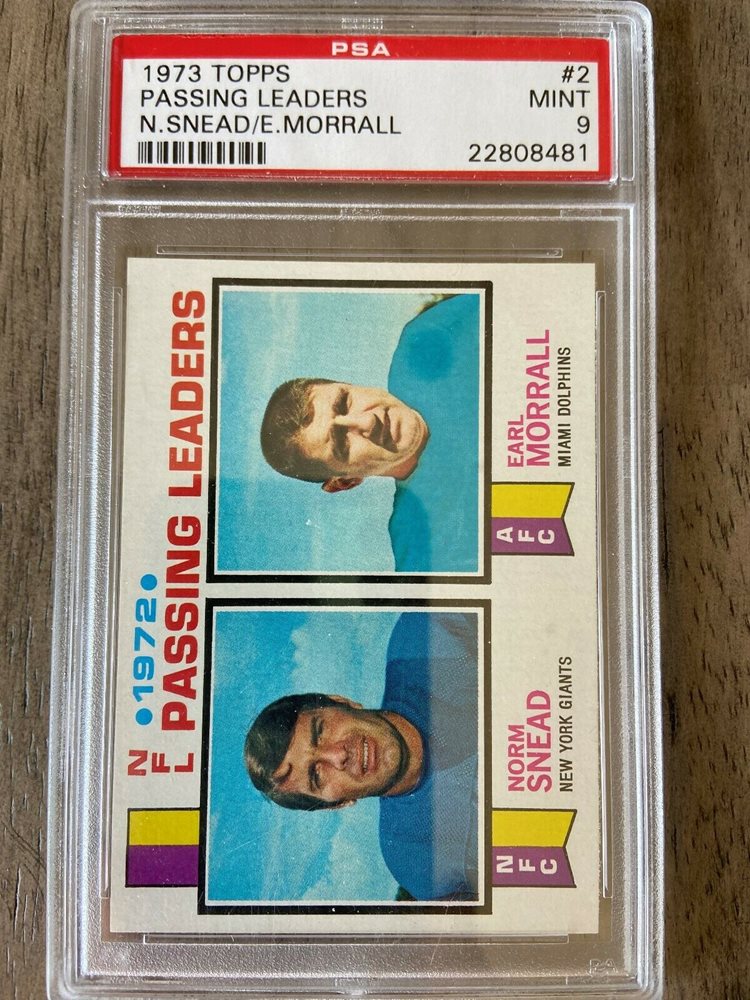 PSA
1973 TOPPS #2
PASSING LEADERS MINT
N.SNEAD/E.MORRALL 9
22808481
NFL
•1972•
PASSING LEADERS
NFC
NORM
SNEAD
NEW YORK GIANTS
AFC
EARL
MORRALL
MIAMI DOLPHINS